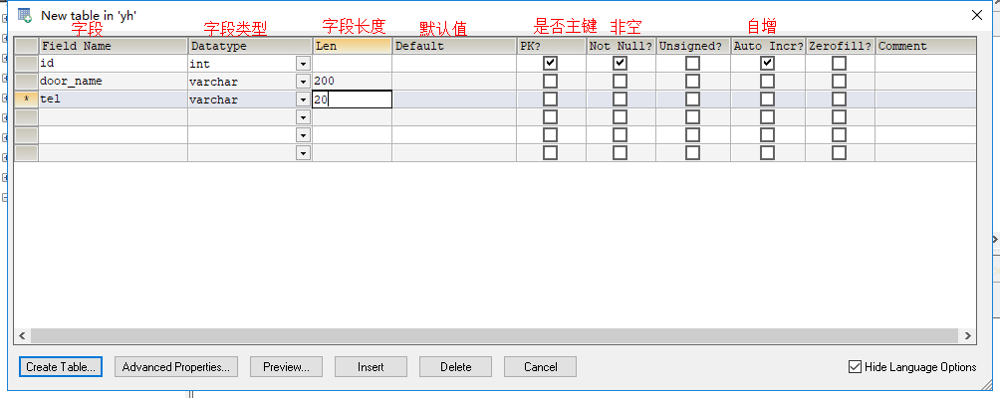 New table in 'yh'
字段 字段类型 字段长度 默认值 是否主键 非空 自增
Field Name Datatype Len Default PK? Not Null? Unsigned? Auto Incr? Zerofill? Comment
id int
door_name varchar 200
* tel varchar 20
Create Table... Advanced Properties... Preview... Insert Delete Cancel Hide Language Options